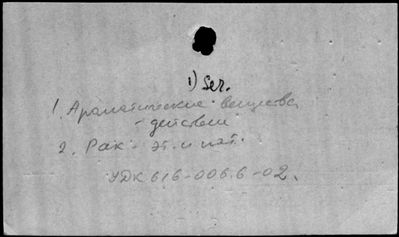 1) Ser.
1. Ароматические вещества
- действие
2. Рак - эт. и пат.
УДК 616-006.6-02.